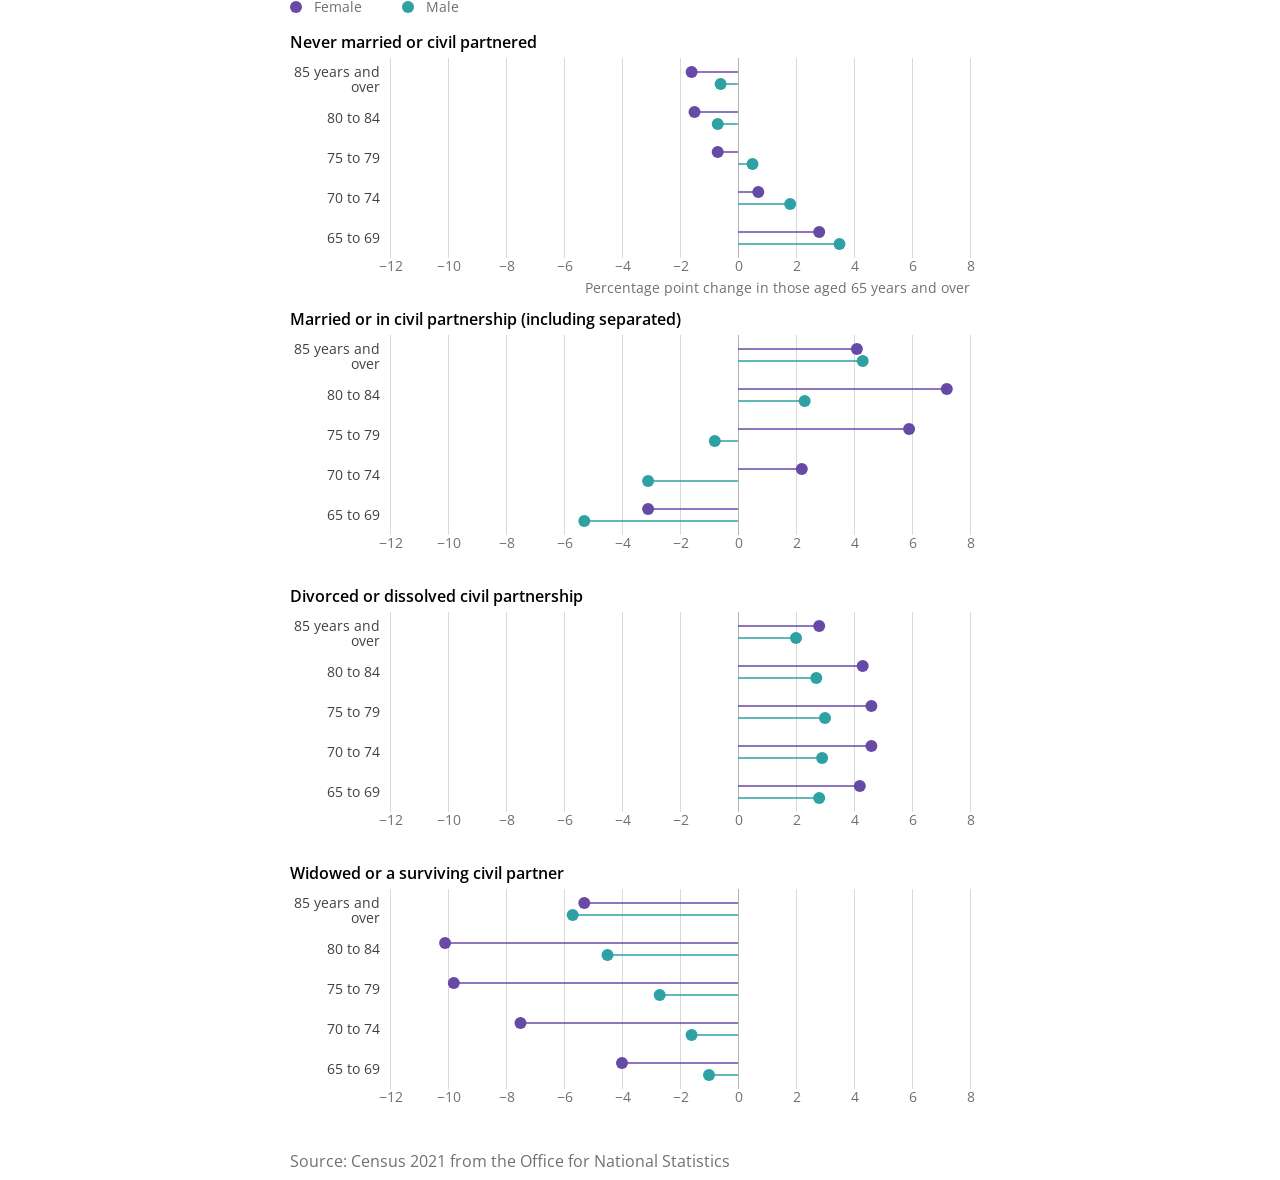 Female Male
Never married or civil partnered
85 years and
over
80 to 84
75 to 79
70 to 74
65 to 69
−12 −10 −8 −6 −4 −2 0 2 4 6 8
Percentage point change in those aged 65 years and over
Married or in civil partnership (including separated)
85 years and
over
80 to 84
75 to 79
70 to 74
65 to 69
−12 −10 −8 −6 −4 −2 0 2 4 6 8
Divorced or dissolved civil partnership
85 years and
over
80 to 84
75 to 79
70 to 74
65 to 69
−12 −10 −8 −6 −4 −2 0 2 4 6 8
Widowed or a surviving civil partner
85 years and
over
80 to 84
75 to 79
70 to 74
65 to 69
−12 −10 −8 −6 −4 −2 0 2 4 6 8
Source: Census 2021 from the Office for National Statistics